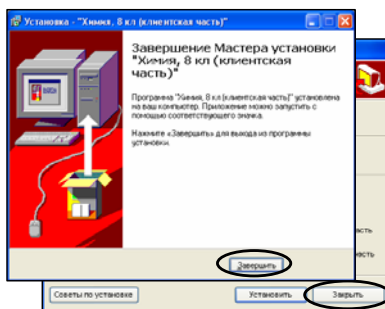 Установка - "Химия, 8 кл (клиентская часть)"
Завершение Мастера установки
"Химия, 8 кл (клиентская
часть)"
Программа "Химия, 8 кл (клиентская часть)" установлена
на ваш компьютер. Приложение можно запустить с
помощью соответствующего значка.
Нажмите «Завершить» для выхода из программы
установки.
Завершить
Советы по установке
Установить
Закрыть